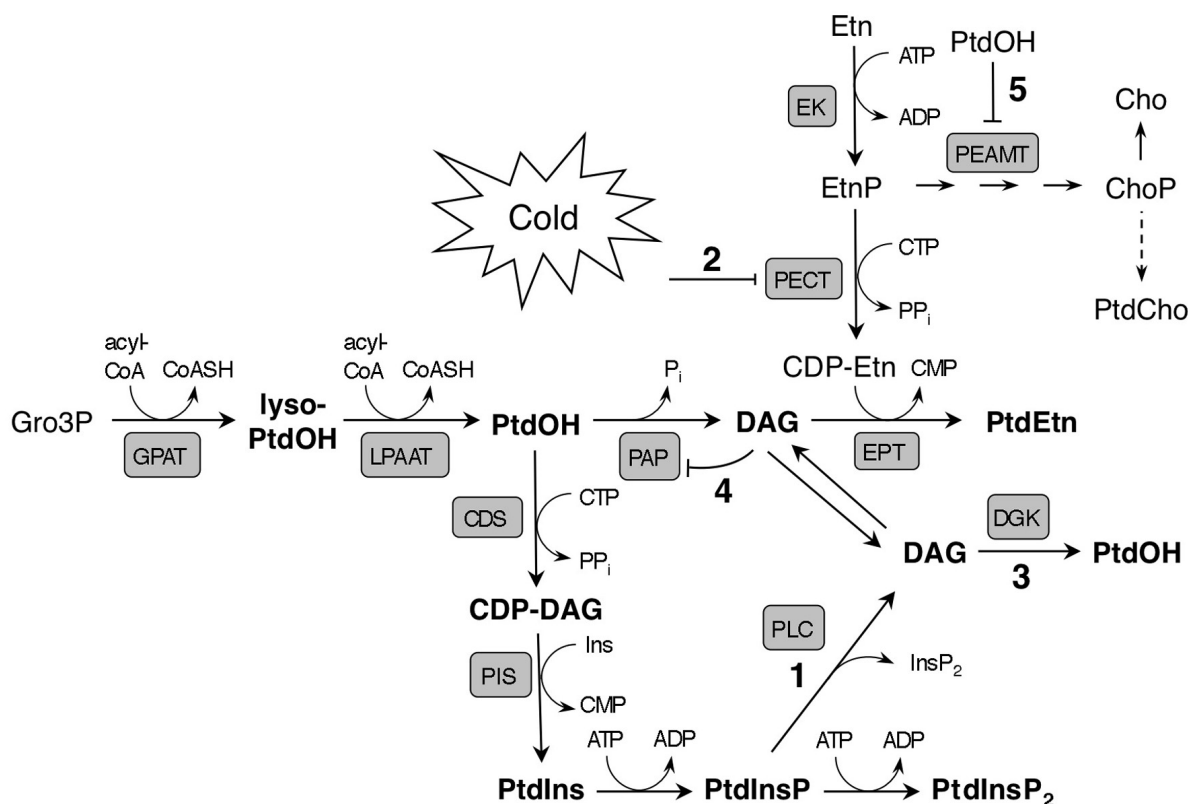 Etn
PtdOH
ATP
5
EK
ADP
Cho
PEAMT
EtnP
ChoP
Cold
2
CTP
PECT
PPi
PtdCho
acyl-
CoA
CoASH
acyl-
CoA
CoASH
Pi
CDP-Etn
CMP
Gro3P
lyso-
PtdOH
PtdOH
DAG
PtdEtn
GPAT
LPAAT
PAP
4
EPT
CDS
CTP
PPi
DGK
DAG
3
PtdOH
CDP-DAG
PLC
1
InsP2
PIS
Ins
CMP
ATP
ADP
ATP
ADP
PtdIns
PtdInsP
PtdInsP2